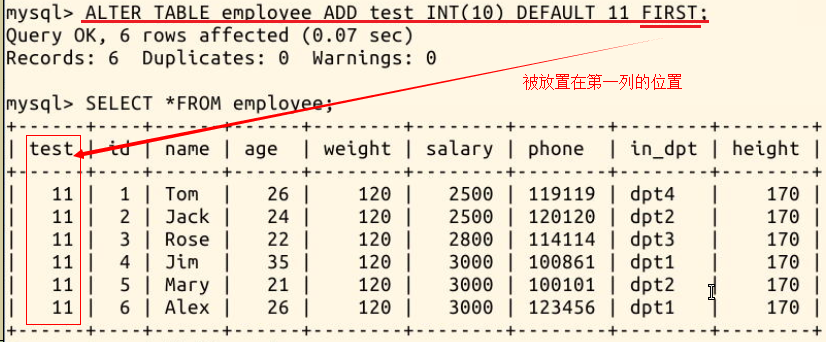 mysql> ALTER TABLE employee ADD test INT(10) DEFAULT 11 FIRST;
Query OK, 6 rows affected (0.07 sec)
Records: 6  Duplicates: 0  Warnings: 0
被放置在第一列的位置
mysql> SELECT *FROM employee;
+------+----+------+------+--------+--------+--------+--------+--------+
| test | id | name | age  | weight | salary | phone  | in_dpt | height |
+------+----+------+------+--------+--------+--------+--------+--------+
|   11 |  1 | Tom  |   26 |    120 |   2500 | 119119 | dpt4   |    170 |
|   11 |  2 | Jack |   24 |    120 |   2500 | 120120 | dpt2   |    170 |
|   11 |  3 | Rose |   22 |    120 |   2800 | 114114 | dpt3   |    170 |
|   11 |  4 | Jim  |   35 |    120 |   3000 | 100861 | dpt1   |    170 |
|   11 |  5 | Mary |   21 |    120 |   3000 | 100101 | dpt2   |    170 |
|   11 |  6 | Alex |   26 |    120 |   3000 | 123456 | dpt1   |    170 |
+------+----+------+------+--------+--------+--------+--------+--------+